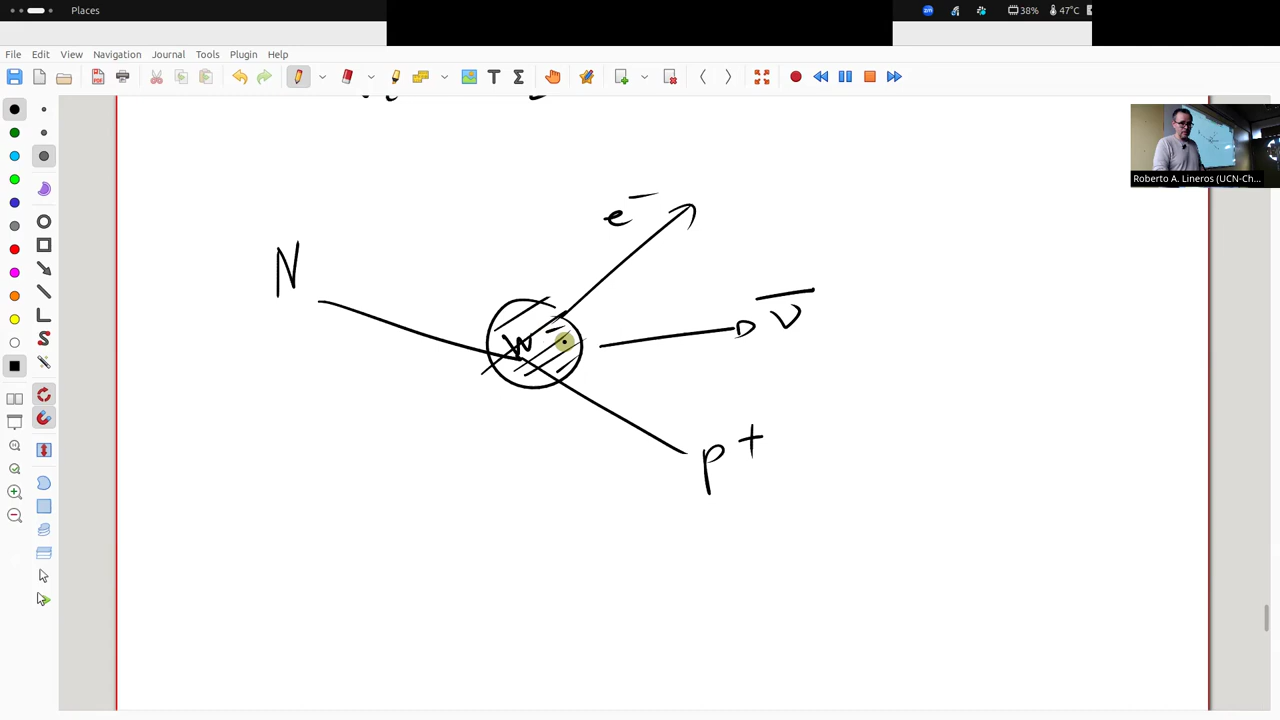 Places
38%
47°C
File Edit View Navigation Journal Tools Plugin Help
Roberto A. Lineros (UCN-Ch...
e⁻
N
ν̅
W⁻
p⁺